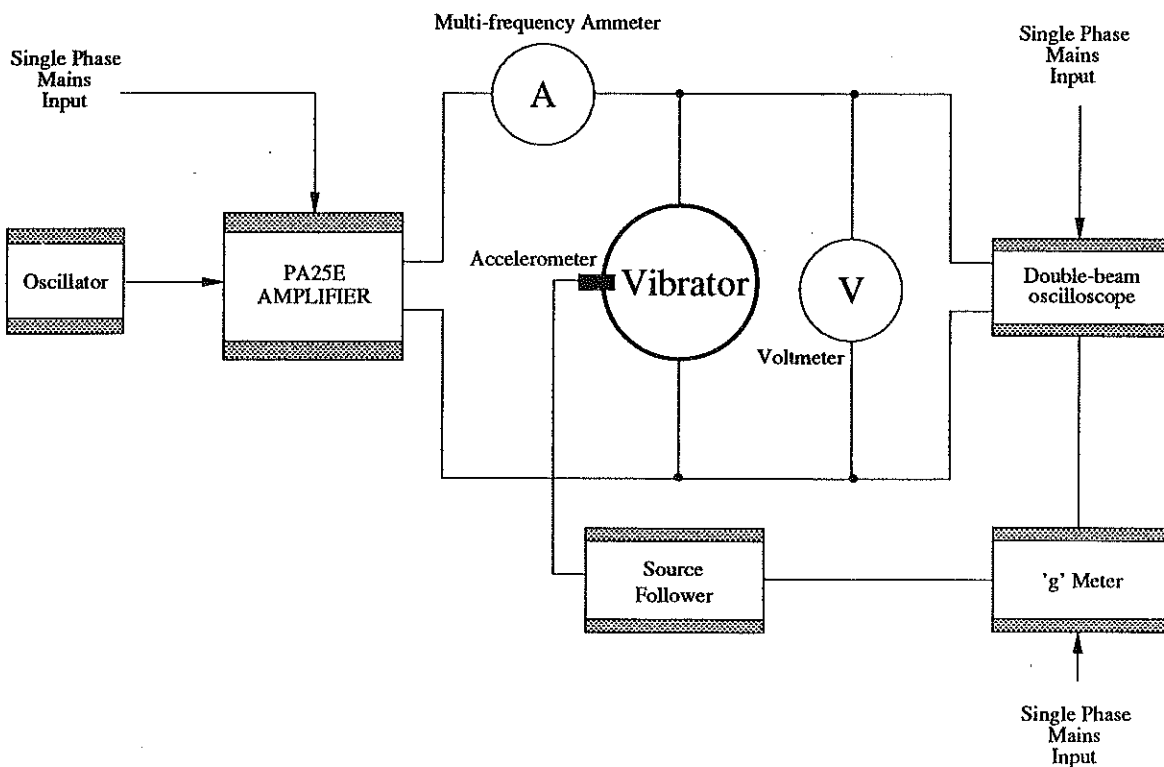 Multi-frequency Ammeter
Single Phase
Mains
Input
Single Phase
Mains
Input
A
Oscillator
PA25E
AMPLIFIER
Accelerometer
Vibrator
V
Voltmeter
Double-beam
oscilloscope
Source
Follower
'g' Meter
Single Phase
Mains
Input